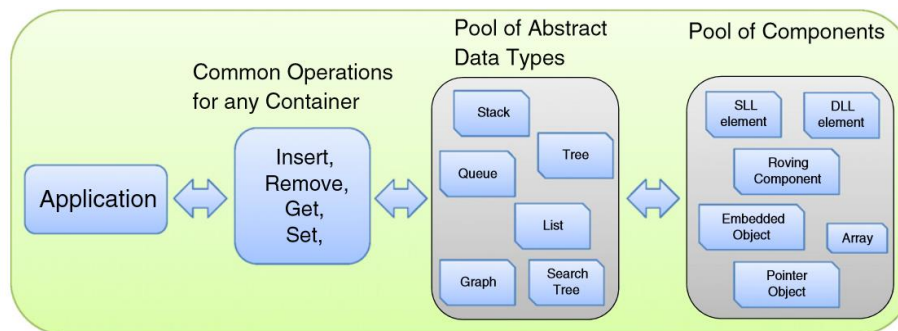 Pool of Abstract
Data Types
Pool of Components
Common Operations
for any Container
Application
Insert,
Remove,
Get,
Set,
Stack
Tree
Queue
List
Graph
Search
Tree
SLL
element
DLL
element
Roving
Component
Embedded
Object
Array
Pointer
Object